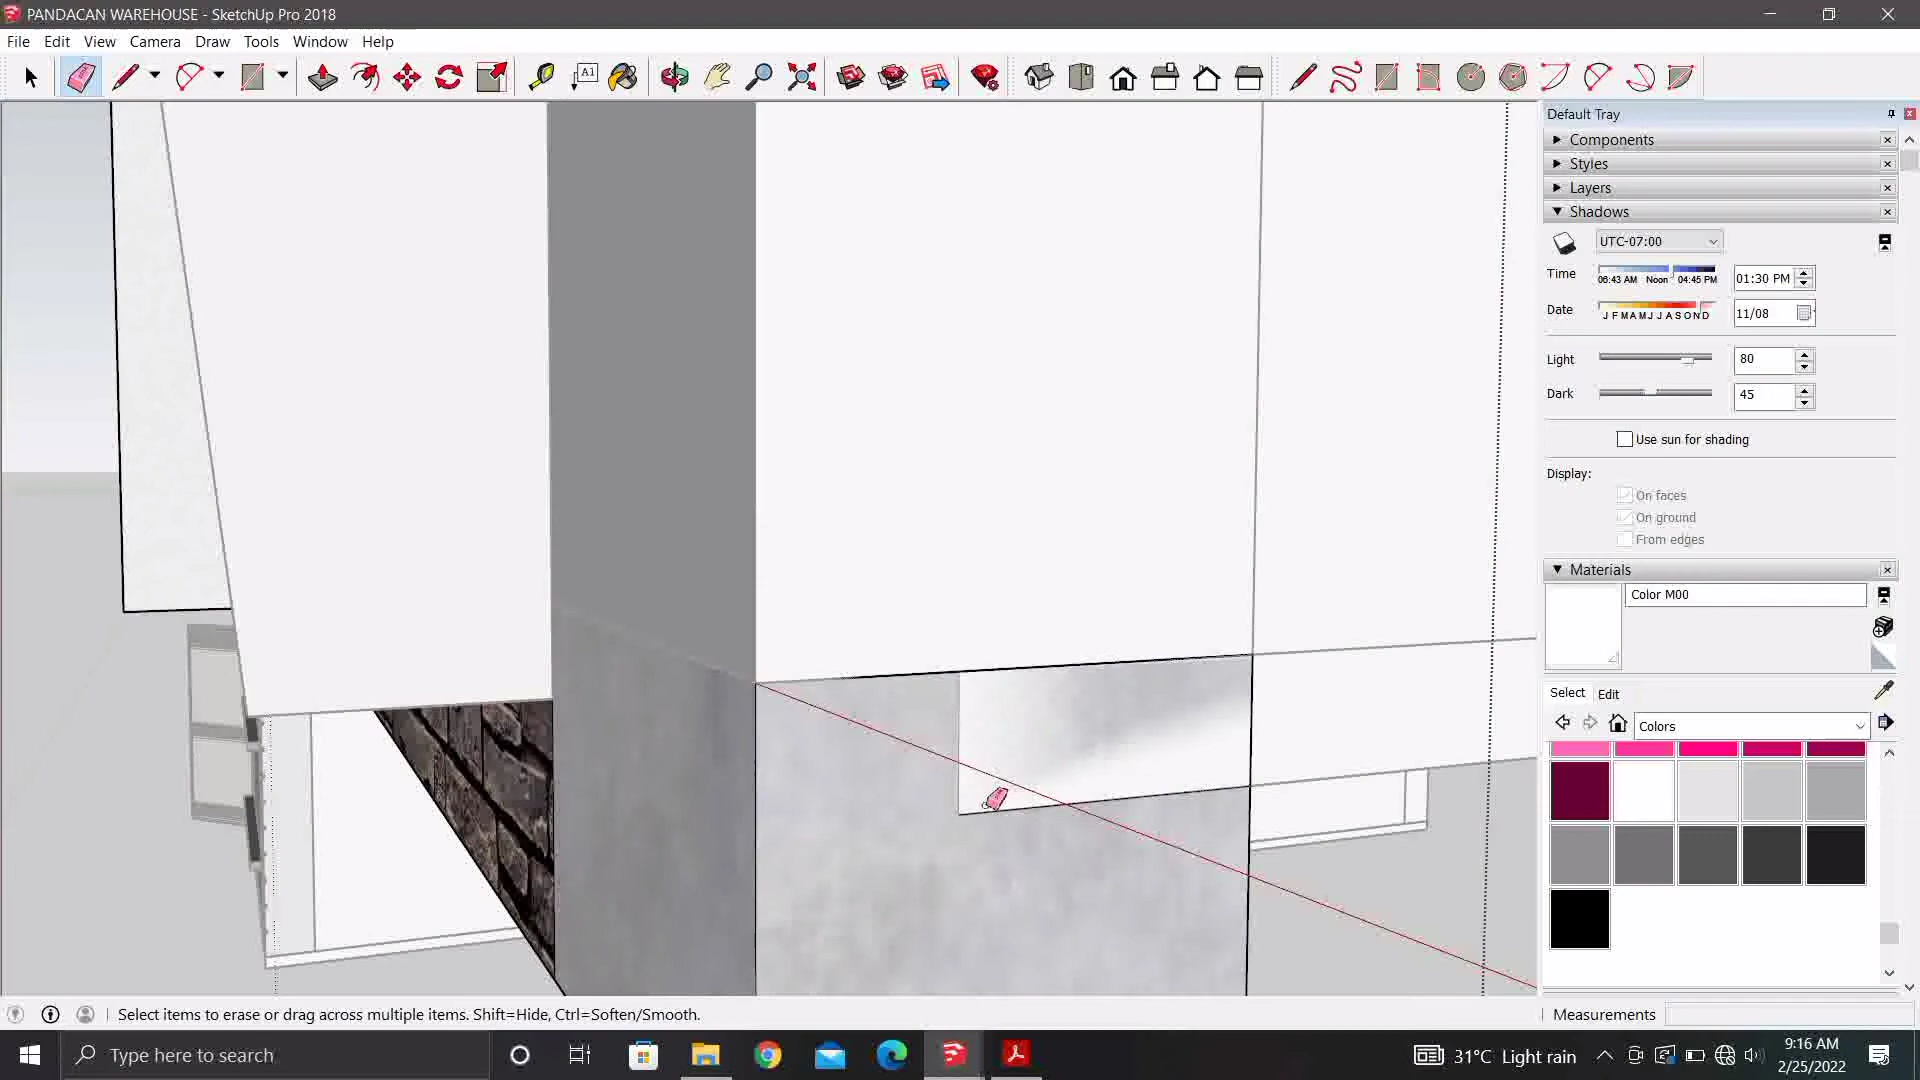 PANDACAN WAREHOUSE - SketchUp Pro 2018
File Edit View Camera Draw Tools Window Help
A1
Default Tray
Components
Styles
Layers
Shadows
UTC-07:00
Time
06:43 AM Noon 04:45 PM
01:30 PM
Date
J F M A M J J A S O N D
11/08
Light
80
Dark
45
Use sun for shading
Display:
On faces
On ground
From edges
Materials
Color M00
Select Edit
Colors
Select items to erase or drag across multiple items. Shift=Hide, Ctrl=Soften/Smooth.
Measurements
Type here to search
31°C Light rain
9:16 AM
2/25/2022